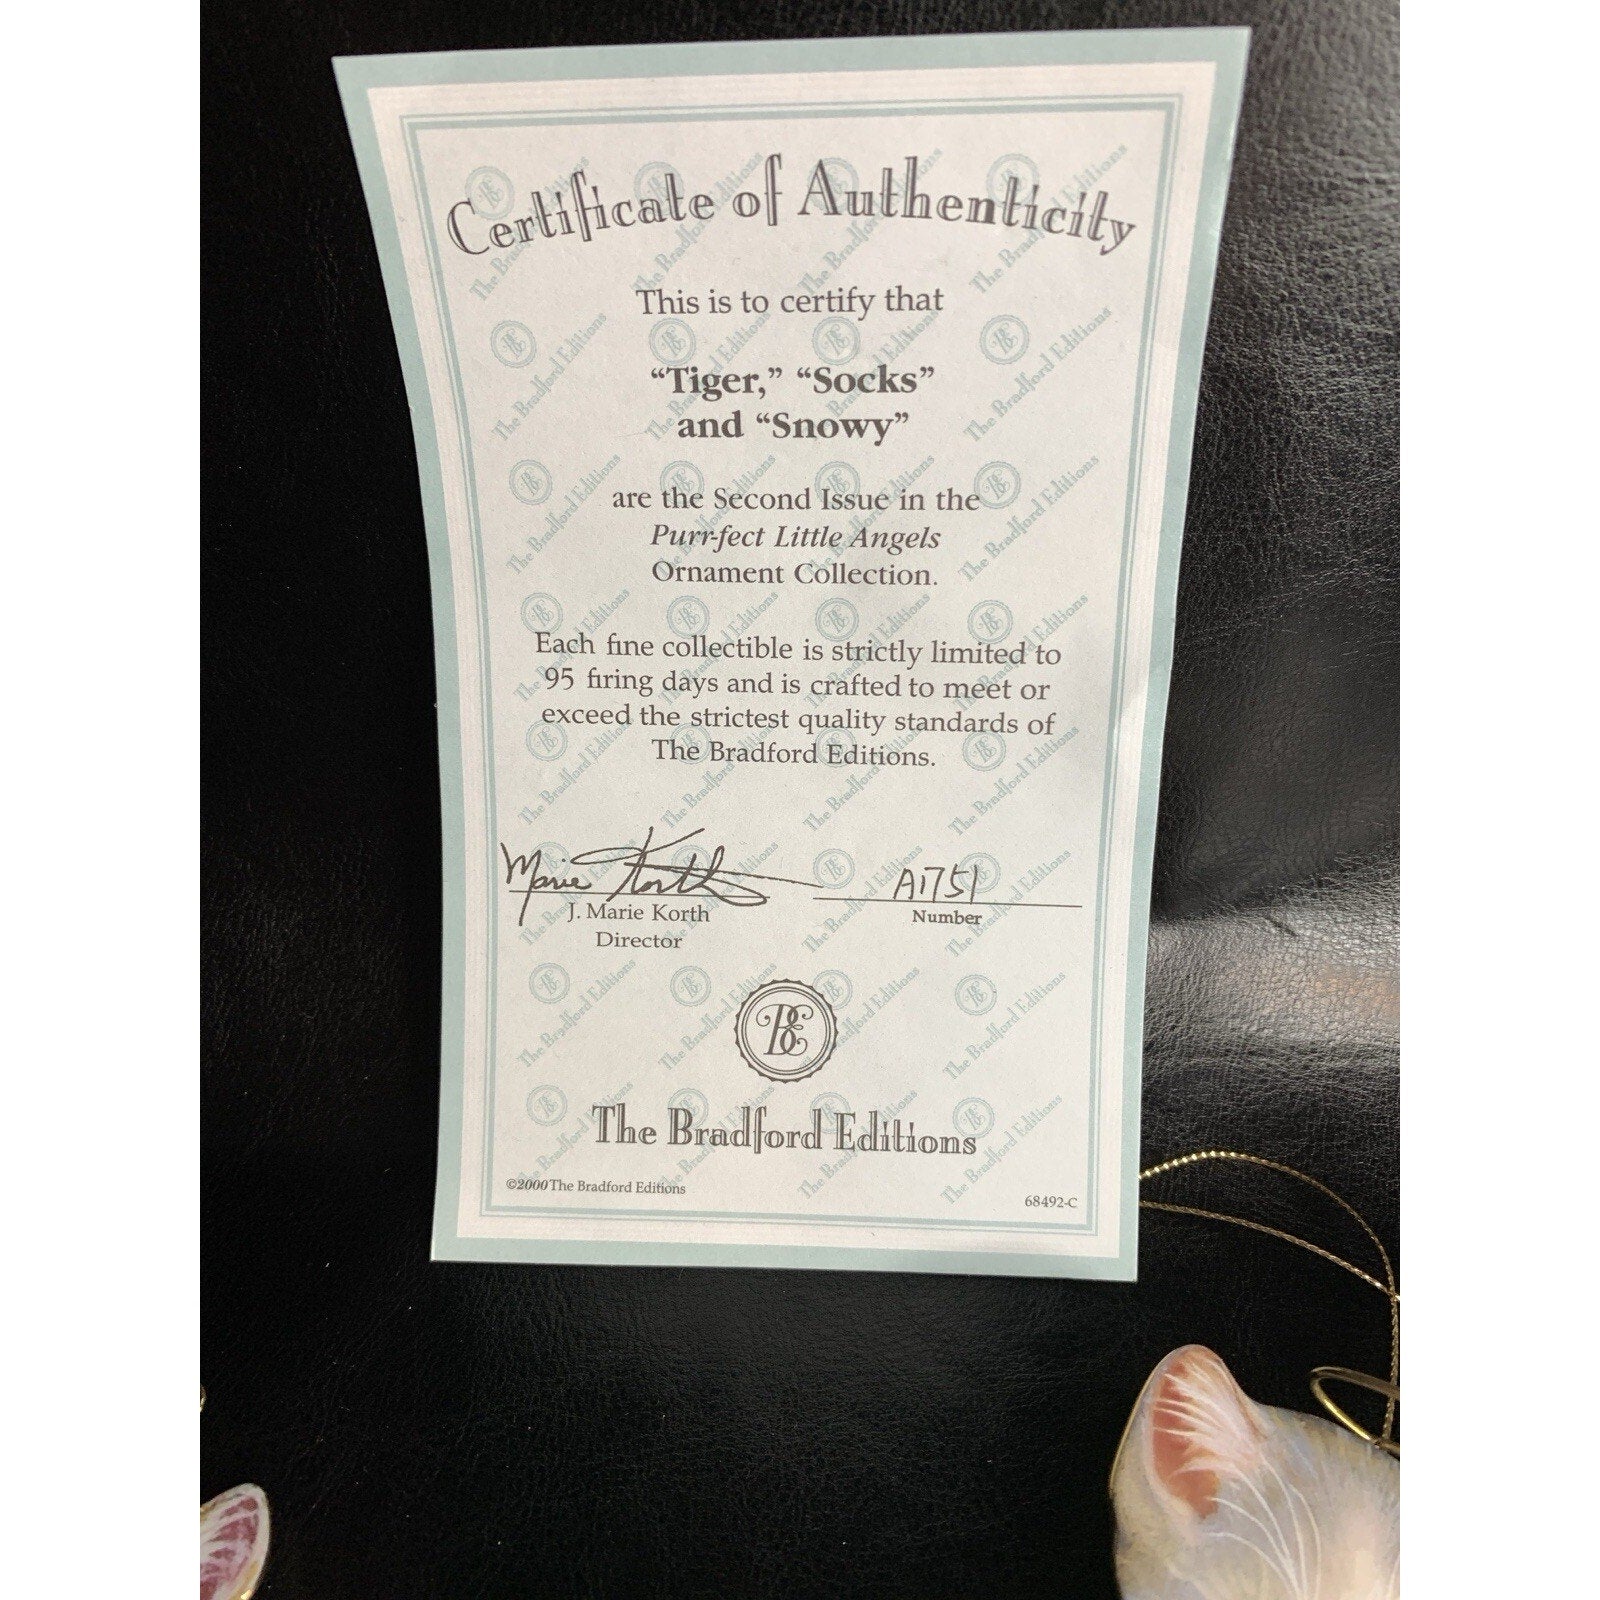 Certificate of Authenticity
This is to certify that
“Tiger,” “Socks”
and “Snowy”
are the Second Issue in the
Purr-fect Little Angels
Ornament Collection.
Each fine collectible is strictly limited to
95 firing days and is crafted to meet or
exceed the strictest quality standards of
The Bradford Editions.
Marie Korth
J. Marie Korth
Director
A1751
Number
BE
The Bradford Editions
©2000 The Bradford Editions
68492-C